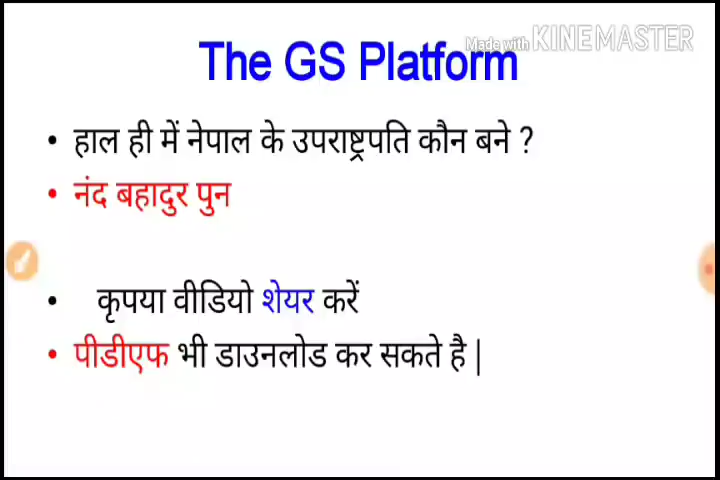 Made with KINEMASTER
The GS Platform
• हाल ही में नेपाल के उपराष्ट्रपति कौन बने ?
• नंद बहादुर पुन
• कृपया वीडियो शेयर करें
• पीडीएफ भी डाउनलोड कर सकते है |